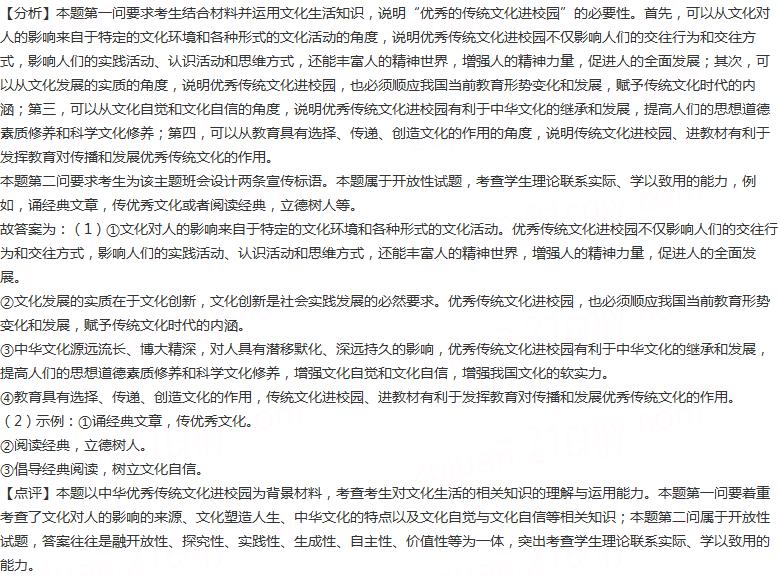 【分析】本题第一问要求考生结合材料并运用文化生活知识，说明“优秀的传统文化进校园”的必要性。首先，可以从文化对
人的影响来自于特定的文化环境和各种形式的文化活动的角度，说明优秀传统文化进校园不仅影响人们的交往行为和交往方
式，影响人们的实践活动、认识活动和思维方式，还能丰富人的精神世界，增强人的精神力量，促进人的全面发展；其次，可
以从文化发展的实质的角度，说明优秀传统文化进校园，也必须顺应我国当前教育形势变化和发展，赋予传统文化时代的内
涵；第三，可以从文化自觉和文化自信的角度，说明优秀传统文化进校园有利于中华文化的继承和发展，提高人们的思想道德
素质修养和科学文化修养；第四，可以从教育具有选择、传递、创造文化的作用的角度，说明传统文化进校园、进教材有利于
发挥教育对传播和发展优秀传统文化的作用。
本题第二问要求考生为该主题班会设计两条宣传标语。本题属于开放性试题，考查学生理论联系实际、学以致用的能力，例
如，诵经典文章，传优秀文化或者阅读经典，立德树人等。
故答案为：（1）①文化对人的影响来自于特定的文化环境和各种形式的文化活动。优秀传统文化进校园不仅影响人们的交往行
为和交往方式，影响人们的实践活动、认识活动和思维方式，还能丰富人的精神世界，增强人的精神力量，促进人的全面发
展。
②文化发展的实质在于文化创新，文化创新是社会实践发展的必然要求。优秀传统文化进校园，也必须顺应我国当前教育形势
变化和发展，赋予传统文化时代的内涵。
③中华文化源远流长、博大精深，对人具有潜移默化、深远持久的影响，优秀传统文化进校园有利于中华文化的继承和发展，
提高人们的思想道德素质修养和科学文化修养，增强文化自觉和文化自信，增强我国文化的软实力。
④教育具有选择、传递、创造文化的作用，传统文化进校园、进教材有利于发挥教育对传播和发展优秀传统文化的作用。
（2）示例：①诵经典文章，传优秀文化。
②阅读经典，立德树人。
③倡导经典阅读，树立文化自信。
【点评】本题以中华优秀传统文化进校园为背景材料，考查考生对文化生活的相关知识的理解与运用能力。本题第一问要着重
考查了文化对人的影响的来源、文化塑造人生、中华文化的特点以及文化自觉与文化自信等相关知识；本题第二问属于开放性
试题，答案往往是融开放性、探究性、实践性、生成性、自主性、价值性等为一体，突出考查学生理论联系实际、学以致用的
能力。